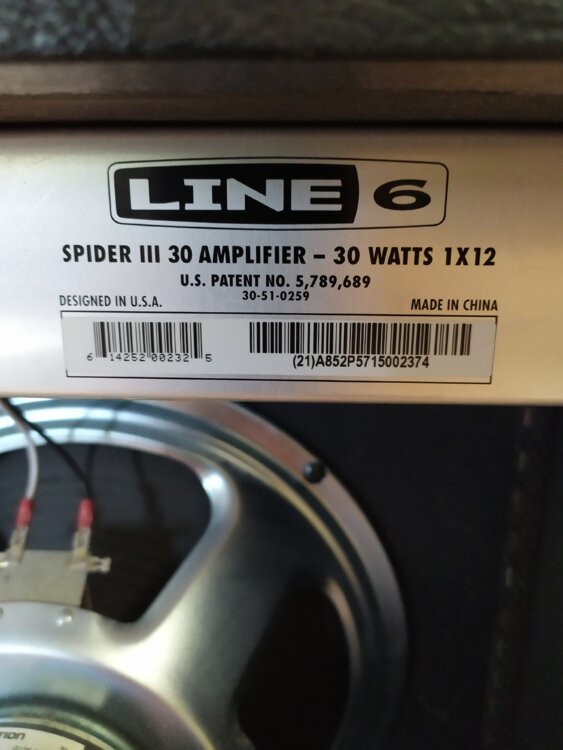 LINE 6
SPIDER III 30 AMPLIFIER – 30 WATTS 1X12
U.S. PATENT NO. 5,789,689
30-51-0259
DESIGNED IN U.S.A. MADE IN CHINA
6 14252 00232 5 (21)A852P5715002374